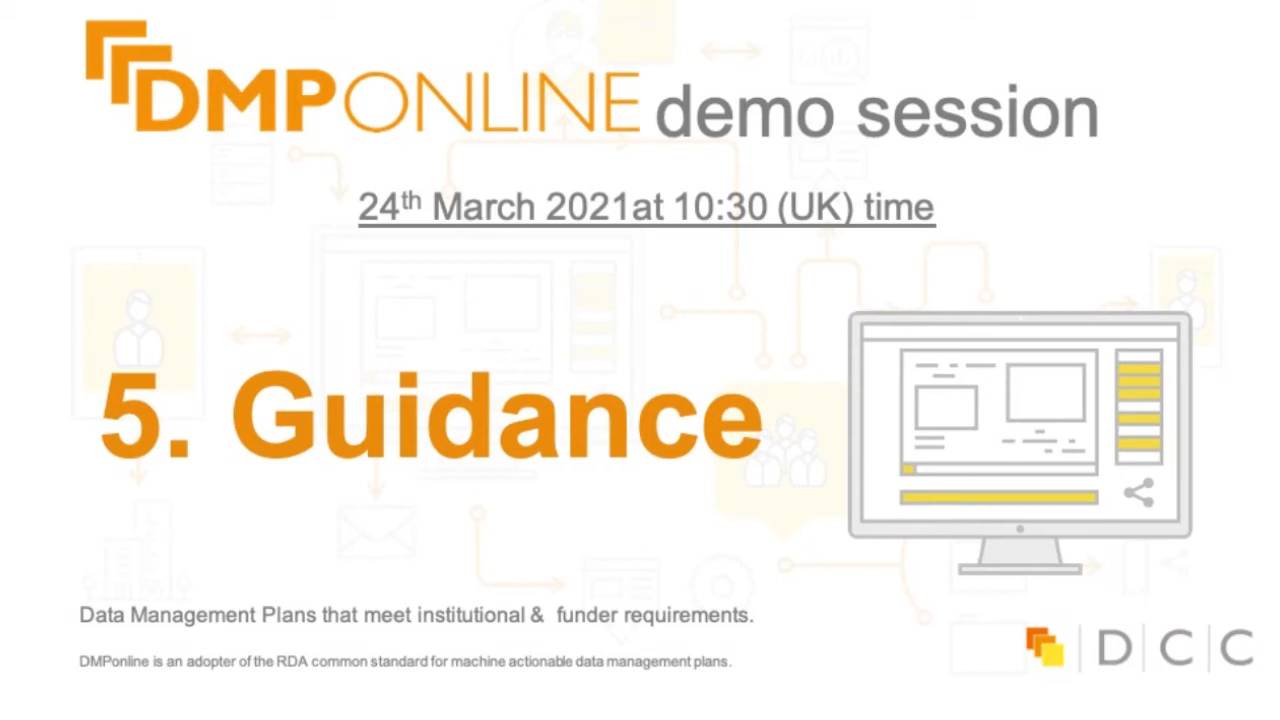 DMPONLINE demo session
24th March 2021at 10:30 (UK) time
5. Guidance
Data Management Plans that meet institutional & funder requirements.
DMPonline is an adopter of the RDA common standard for machine actionable data management plans.
D|C|C